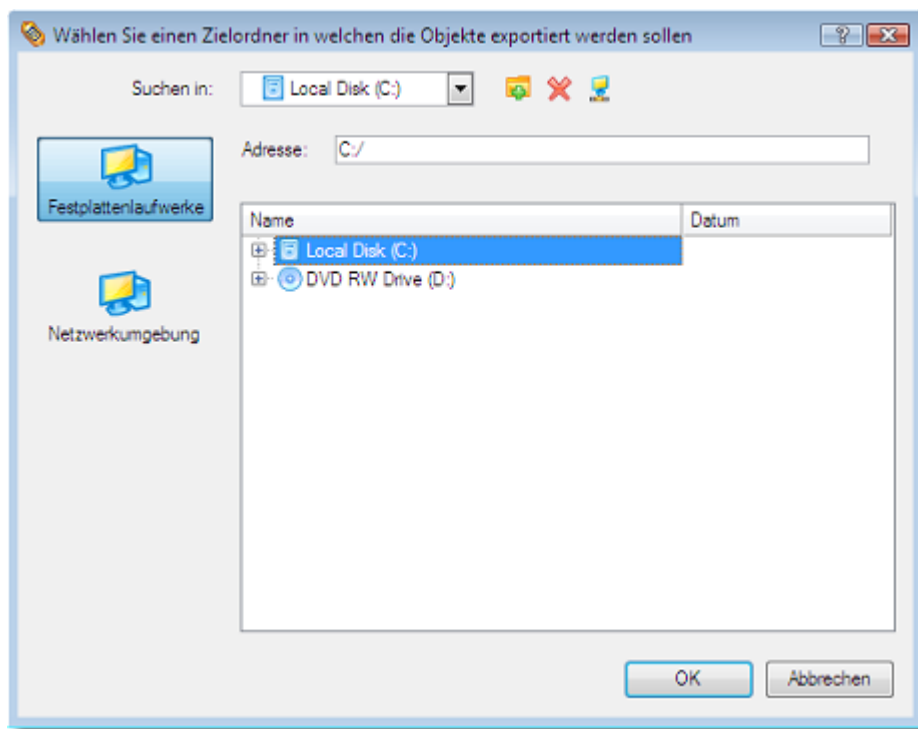 Wählen Sie einen Zielordner in welchen die Objekte exportiert werden sollen
Suchen in: Local Disk (C:)
Adresse: C:/
Festplattenlaufwerke
Netzwerkumgebung
Name Datum
Local Disk (C:)
DVD RW Drive (D:)
OK Abbrechen